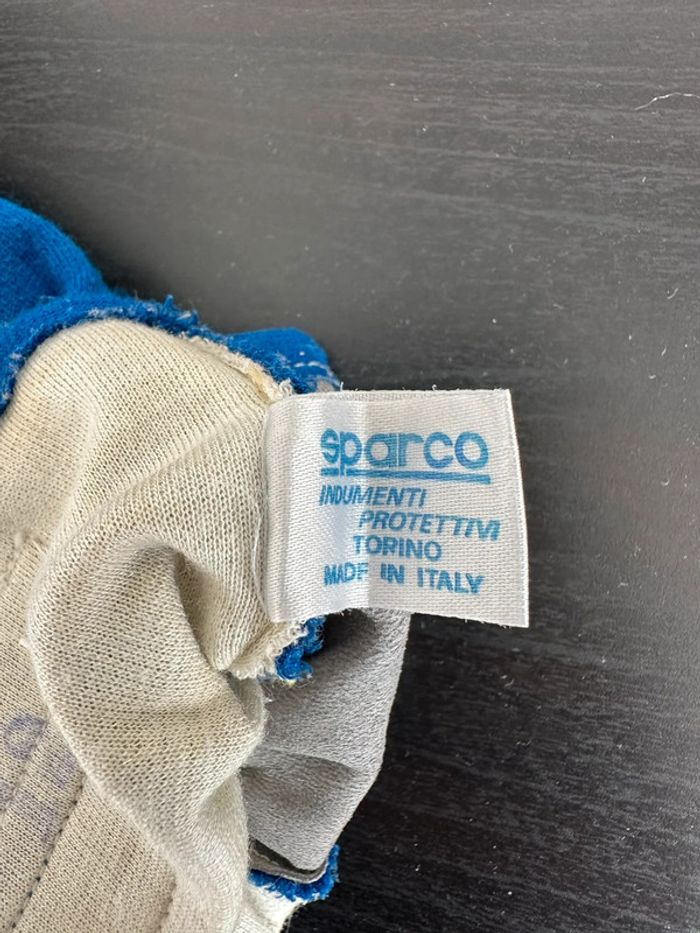 sparco
INDUMENTI
PROTETTIVI
TORINO
MADE IN ITALY